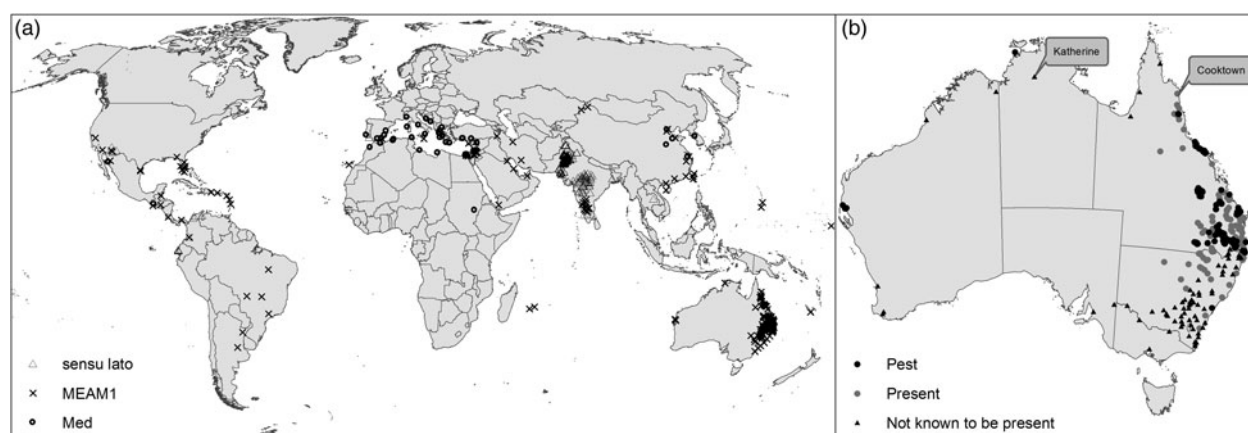 (a)
sensu lato
MEAM1
Med
(b)
Katherine
Cooktown
Pest
Present
Not known to be present